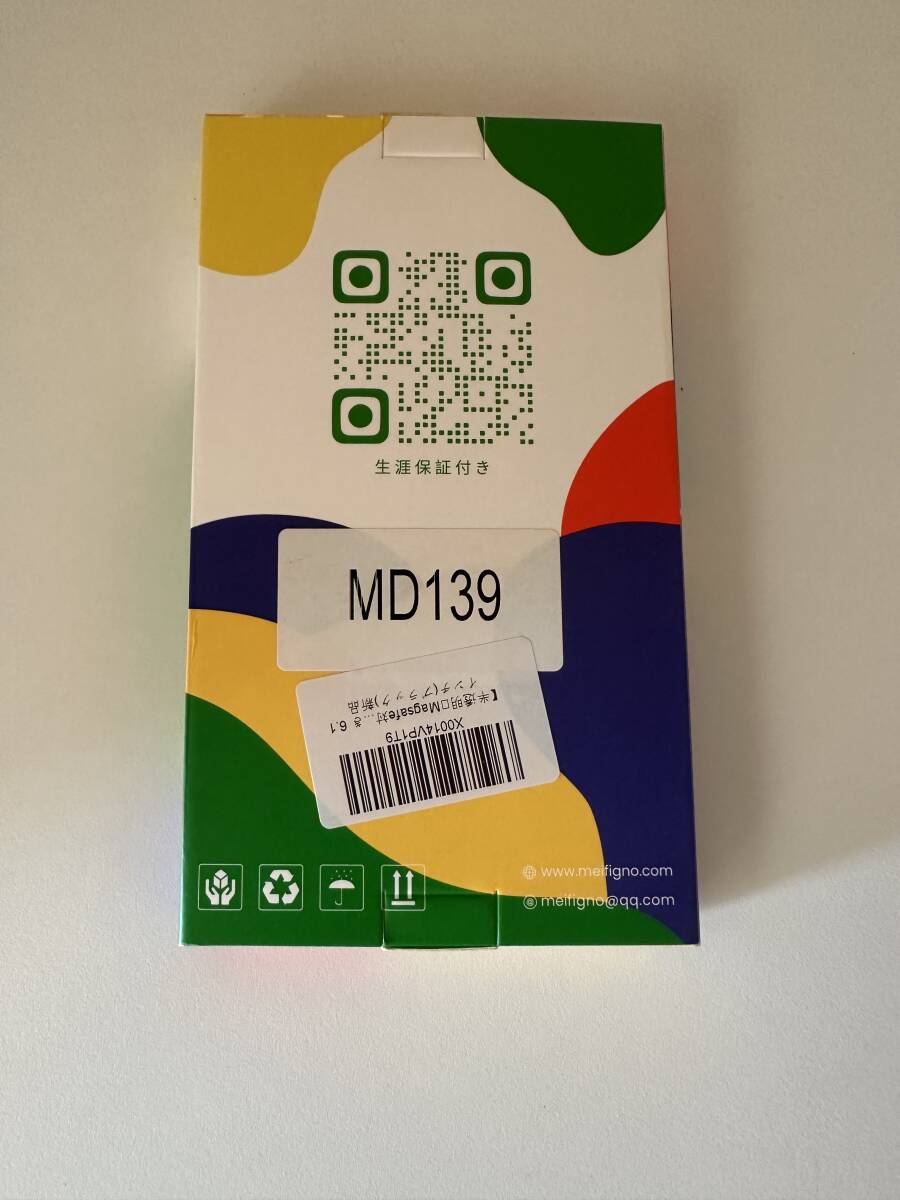 生涯保証付き
MD139
X0014VP1T9
【半透明□Magsafe対...き 6.1
インチ(ブラック)新品
www.meifigno.com
meifigno@qq.com